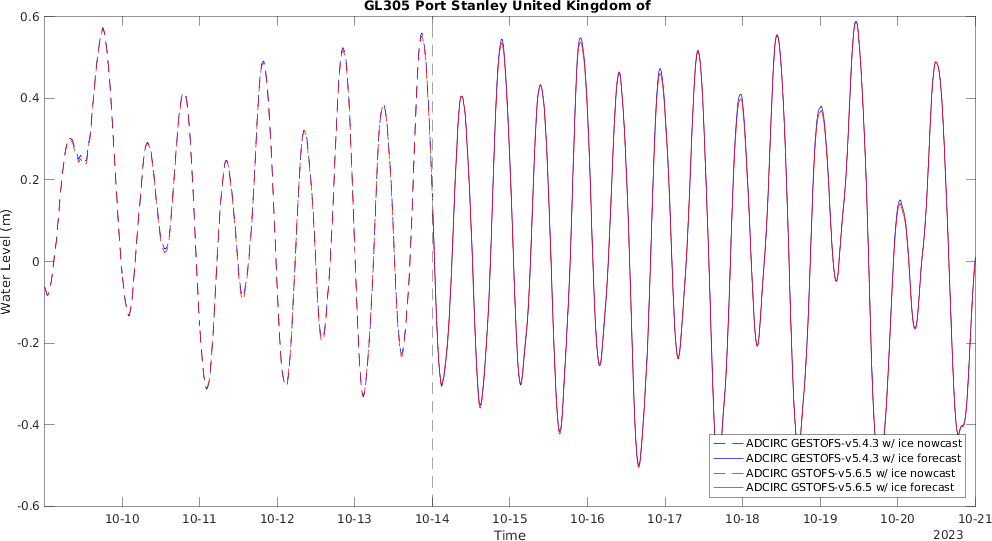 GL305 Port Stanley United Kingdom of
Water Level (m)
0.6
0.4
0.2
0
-0.2
-0.4
-0.6
ADCIRC GESTOFS-v5.4.3 w/ ice nowcast
ADCIRC GESTOFS-v5.4.3 w/ ice forecast
ADCIRC GSTOFS-v5.6.5 w/ ice nowcast
ADCIRC GSTOFS-v5.6.5 w/ ice forecast
10-10 10-11 10-12 10-13 10-14 10-15 10-16 10-17 10-18 10-19 10-20 10-21
Time
2023